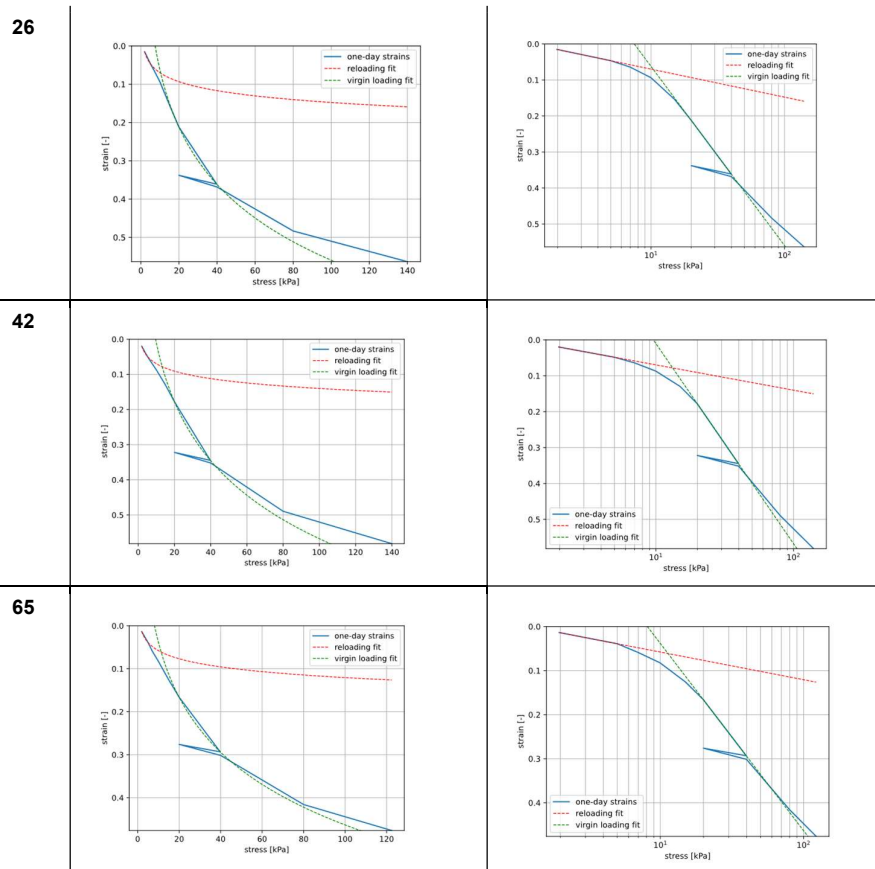 26
0.0
0.1
0.2
0.3
0.4
0.5
strain [-]
0 20 40 60 80 100 120 140
stress [kPa]
one-day strains
reloading fit
virgin loading fit
0.0
0.1
0.2
0.3
0.4
0.5
strain [-]
10¹ 10²
stress [kPa]
one-day strains
reloading fit
virgin loading fit
42
0.0
0.1
0.2
0.3
0.4
0.5
strain [-]
0 20 40 60 80 100 120 140
stress [kPa]
one-day strains
reloading fit
virgin loading fit
0.0
0.1
0.2
0.3
0.4
0.5
strain [-]
10¹ 10²
stress [kPa]
one-day strains
reloading fit
virgin loading fit
65
0.0
0.1
0.2
0.3
0.4
strain [-]
0 20 40 60 80 100 120
stress [kPa]
one-day strains
reloading fit
virgin loading fit
0.0
0.1
0.2
0.3
0.4
strain [-]
10¹ 10²
stress [kPa]
one-day strains
reloading fit
virgin loading fit